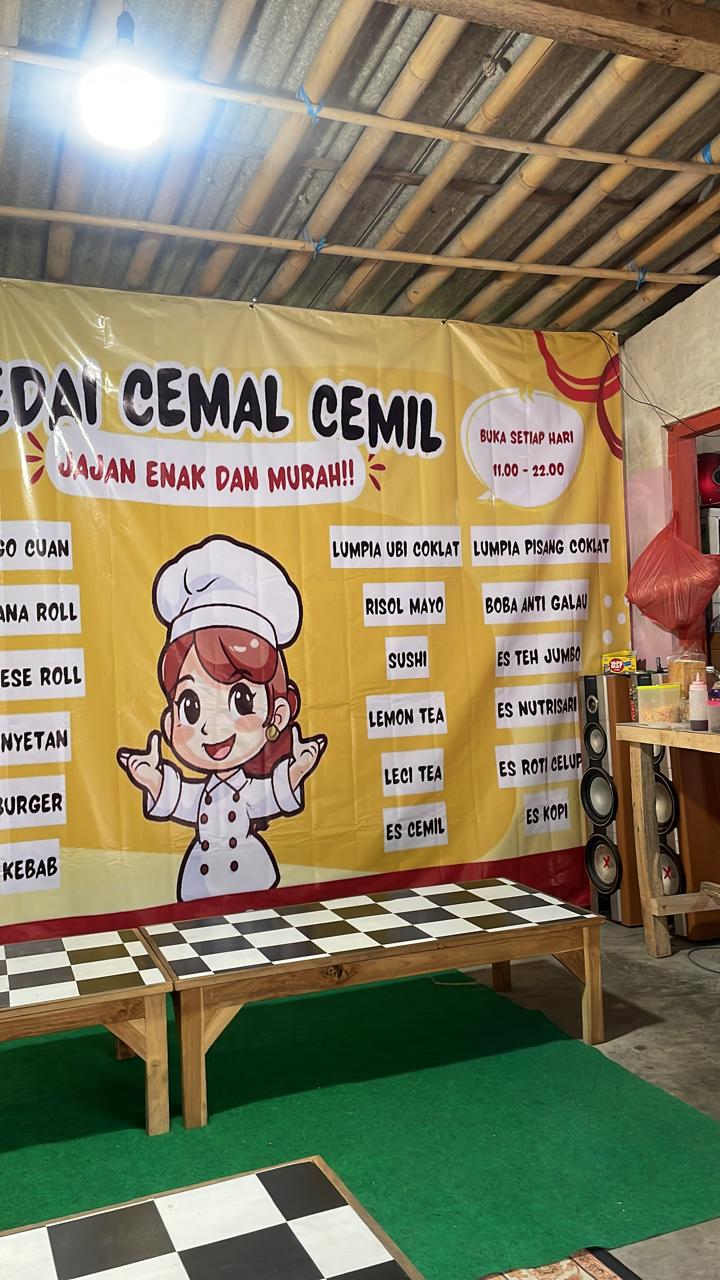 EDAI CEMAL CEMIL
JAJAN ENAK DAN MURAH!!
BUKA SETIAP HARI
11.00 - 22.00
GO CUAN
ANA ROLL
ESE ROLL
NYETAN
BURGER
KEBAB
LUMPIA UBI COKLAT
RISOL MAYO
SUSHI
LEMON TEA
LECI TEA
ES CEMIL
LUMPIA PISANG COKLAT
BOBA ANTI GALAU
ES TEH JUMBO
ES NUTRISARI
ES ROTI CELUP
ES KOPI